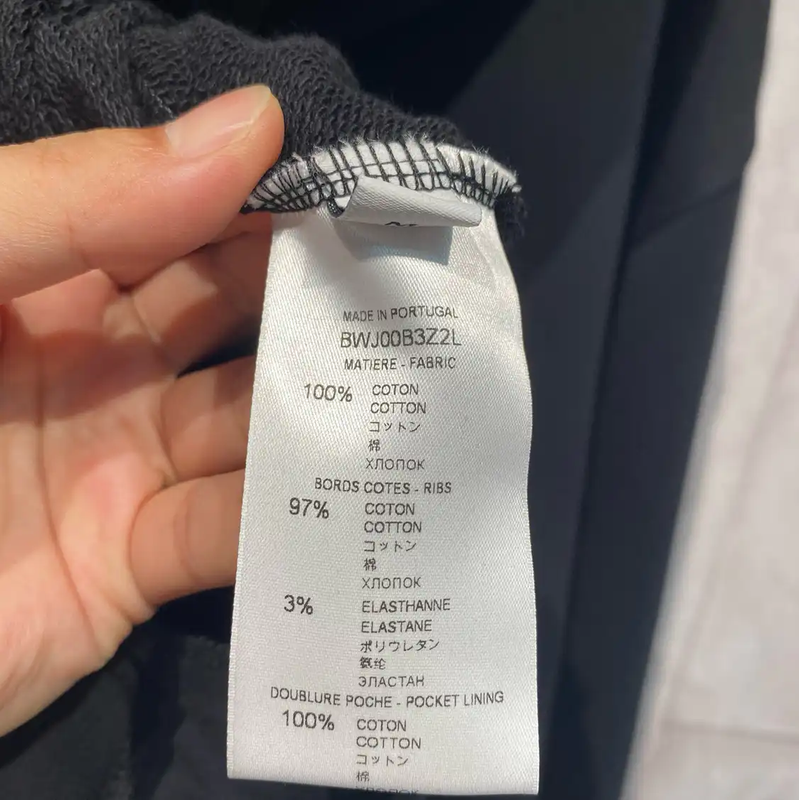 MADE IN PORTUGAL
BWJ00B3Z2L
MATIERE - FABRIC
100% COTON
COTTON
コットン
棉
ХЛОПОК
BORDS COTES - RIBS
97% COTON
COTTON
コットン
棉
ХЛОПОК
3% ELASTHANNE
ELASTANE
ポリウレタン
氨纶
ЭЛАСТАН
DOUBLURE POCHE - POCKET LINING
100% COTON
COTTON
コットン
棉
ХЛОПОК